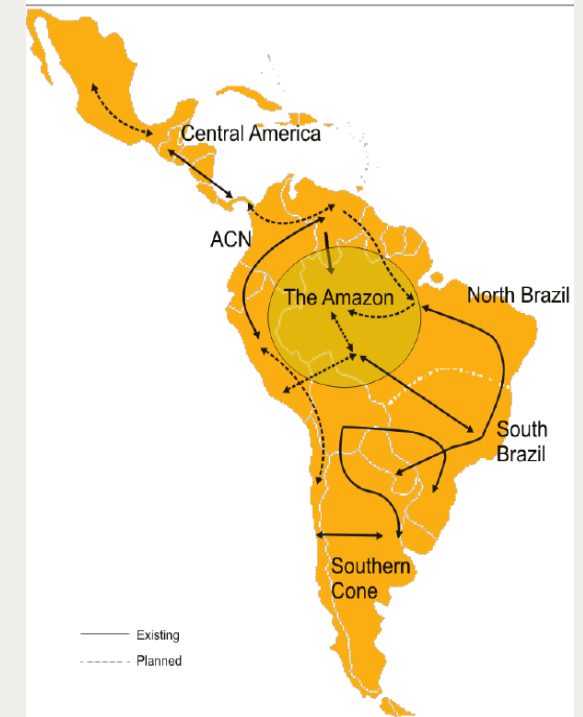 Central America
ACN
The Amazon
North Brazil
South
Brazil
Southern
Cone
Existing
Planned